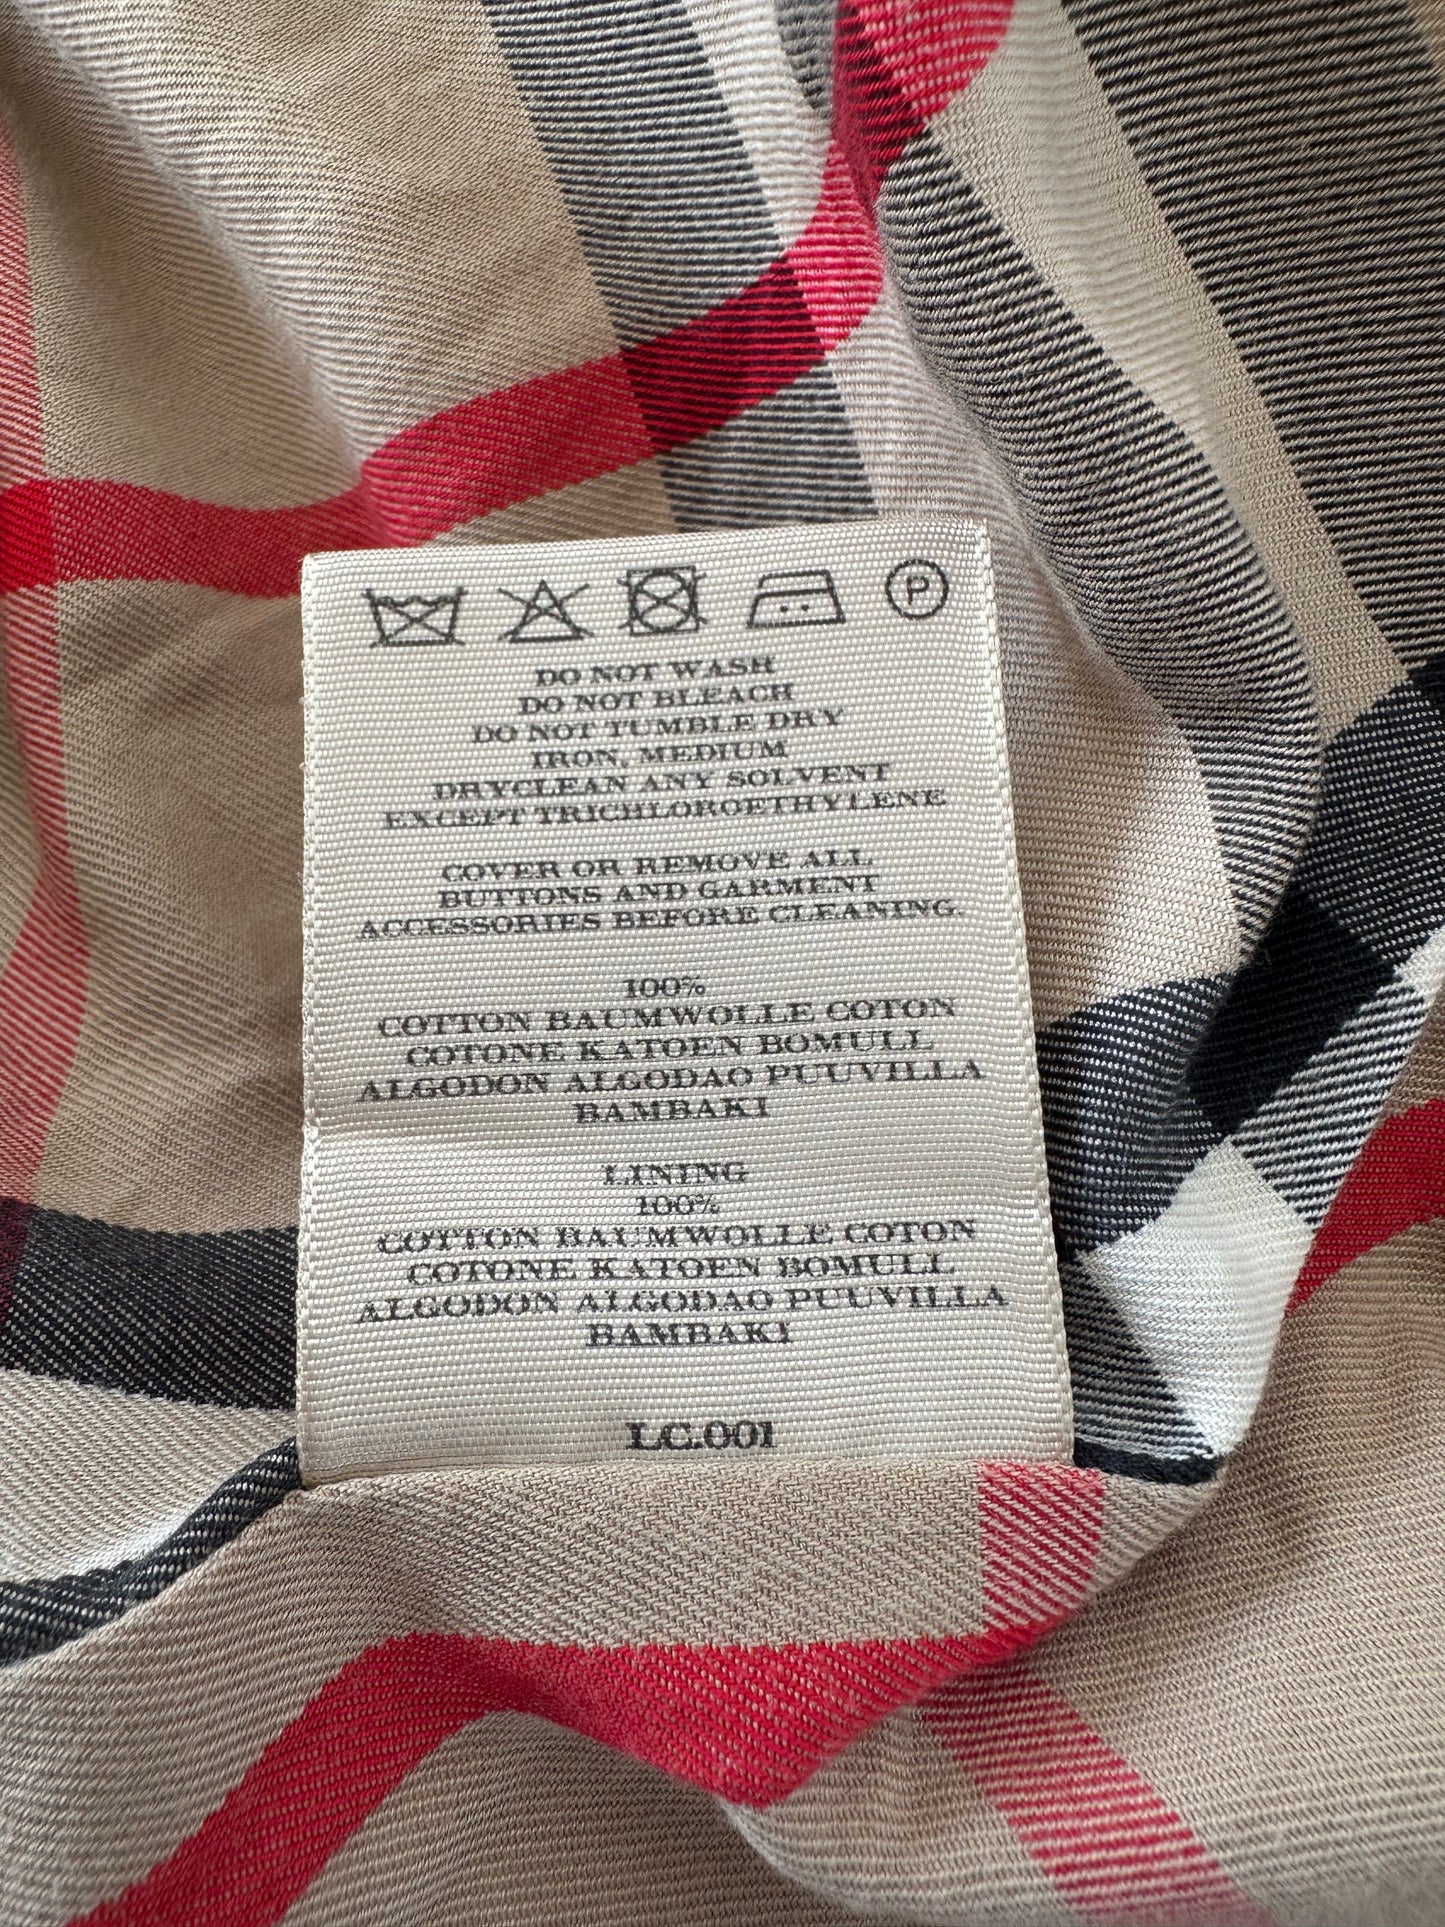 P
DO NOT WASH
DO NOT BLEACH
DO NOT TUMBLE DRY
IRON, MEDIUM
DRYCLEAN ANY SOLVENT
EXCEPT TRICHLOROETHYLENE
COVER OR REMOVE ALL
BUTTONS AND GARMENT
ACCESSORIES BEFORE CLEANING.
100%
COTTON BAUMWOLLE COTON
COTONE KATOEN BOMULL
ALGODON ALGODAO PUUVILLA
BAMBAKI
LINING
100%
COTTON BAUMWOLLE COTON
COTONE KATOEN BOMULL
ALGODON ALGODAO PUUVILLA
BAMBAKI
LC.001